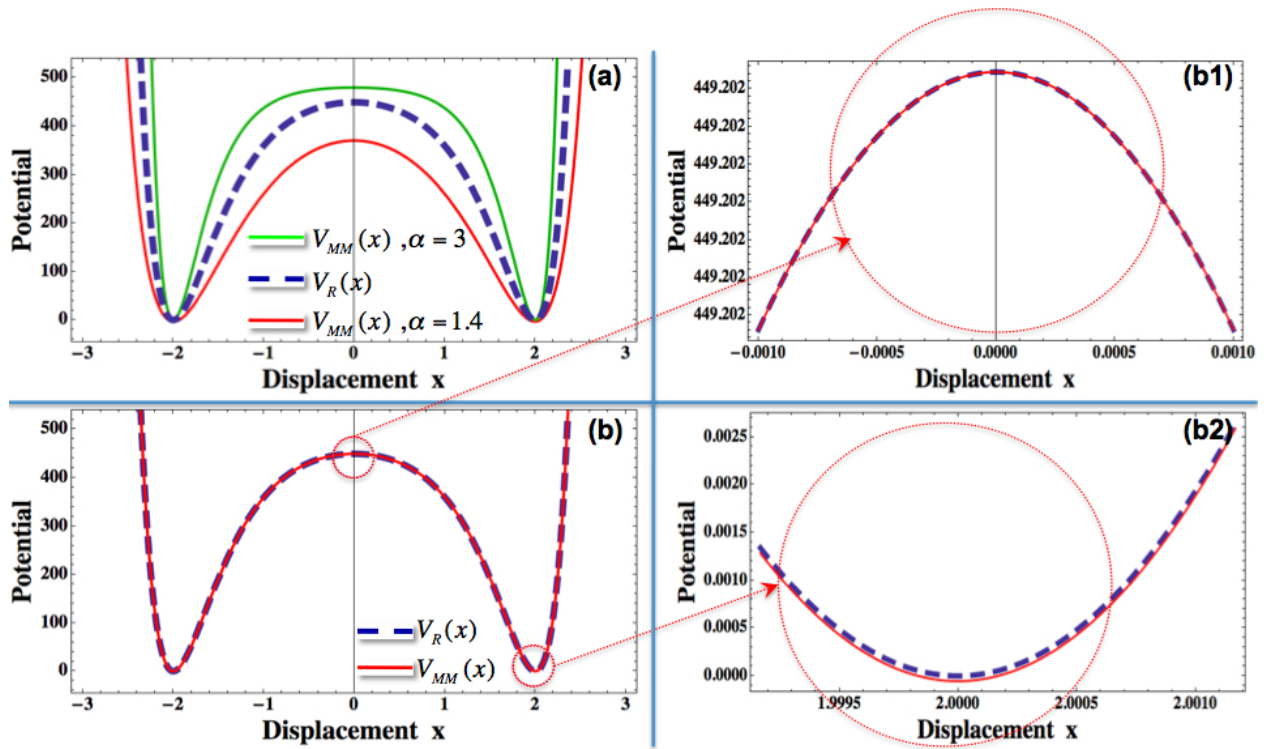 (a)
Potential
500
400
300
200
100
0
V_MM(x) ,α = 3
V_R(x)
V_MM(x) ,α = 1.4
−3 −2 −1 0 1 2 3
Displacement x
(b1)
Potential
449.202
449.202
449.202
449.202
449.202
449.202
449.202
−0.0010 −0.0005 0.0000 0.0005 0.0010
Displacement x
(b)
Potential
500
400
300
200
100
0
V_R(x)
V_MM(x)
−3 −2 −1 0 1 2 3
Displacement x
(b2)
Potential
0.0025
0.0020
0.0015
0.0010
0.0005
0.0000
1.9995 2.0000 2.0005 2.0010
Displacement x